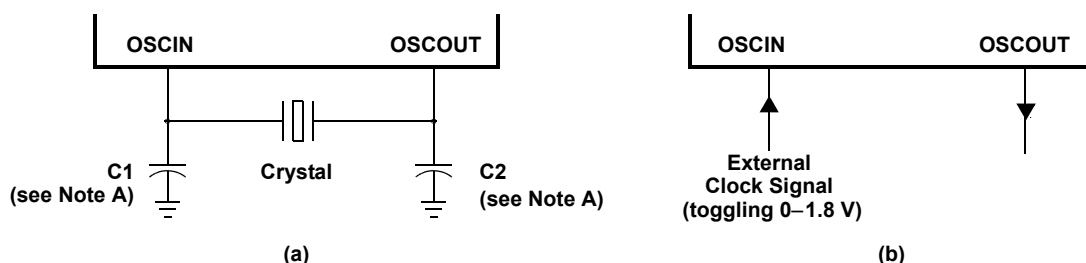 OSCIN OSCOUT
C1
(see Note A)
Crystal
C2
(see Note A)
(a)
OSCIN OSCOUT
External
Clock Signal
(toggling 0–1.8 V)
(b)